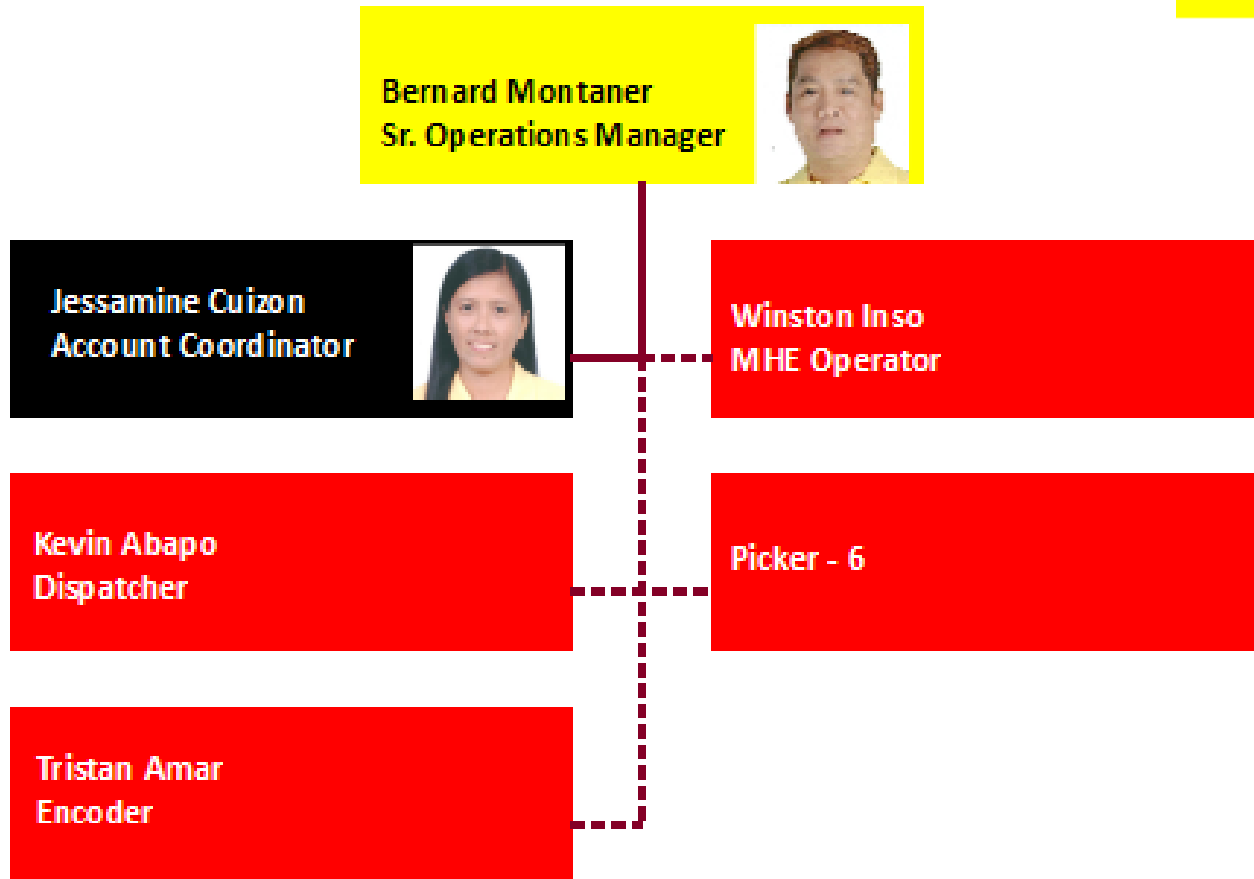 Bernard Montaner
Sr. Operations Manager
Jessamine Cuizon
Account Coordinator
Winston Inso
MHE Operator
Kevin Abapo
Dispatcher
Picker - 6
Tristan Amar
Encoder